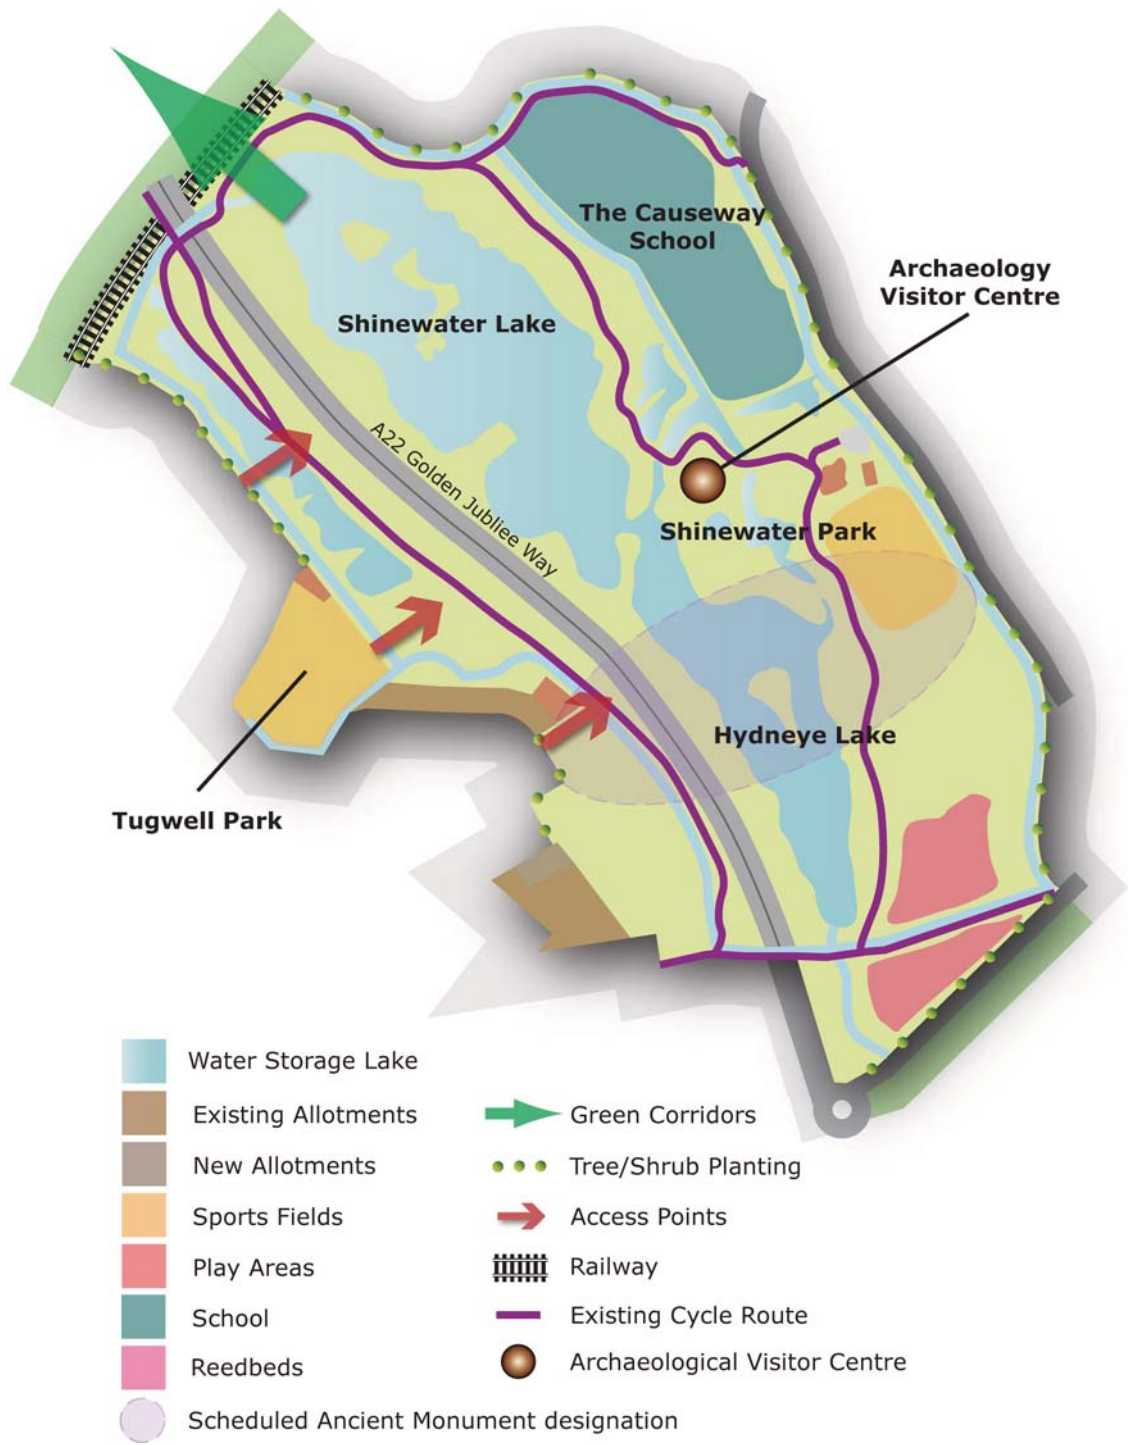 The Causeway
School
Archaeology
Visitor Centre
Shinewater Lake
A22 Golden Jubliee Way
Shinewater Park
Hydneye Lake
Tugwell Park
Water Storage Lake
Existing Allotments
New Allotments
Sports Fields
Play Areas
School
Reedbeds
Scheduled Ancient Monument designation
Green Corridors
Tree/Shrub Planting
Access Points
Railway
Existing Cycle Route
Archaeological Visitor Centre